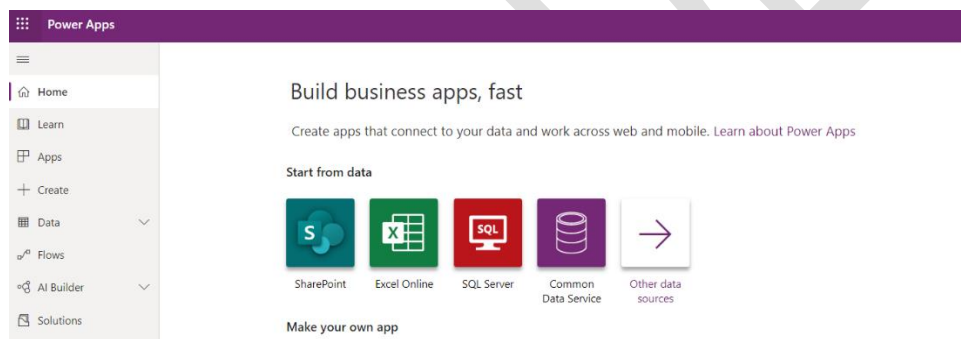 Power Apps
Home
Learn
Apps
Create
Data
Flows
AI Builder
Solutions
Build business apps, fast
Create apps that connect to your data and work across web and mobile. Learn about Power Apps
Start from data
S
X
SQL
SharePoint
Excel Online
SQL Server
Common
Data Service
Other data
sources
Make your own app